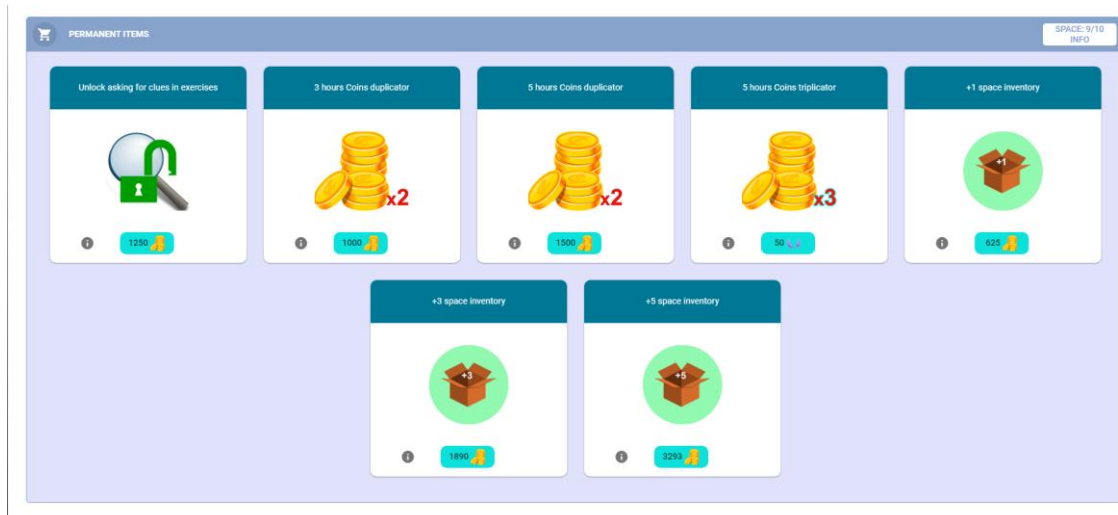 PERMANENT ITEMS
SPACE: 9/10
INFO
Unlock asking for clues in exercises
3 hours Coins duplicator
5 hours Coins duplicator
5 hours Coins triplicator
+1 space inventory
x2
x2
x3
+1
1250
1000
1500
50
625
+3 space inventory
+5 space inventory
+3
+5
1890
3293